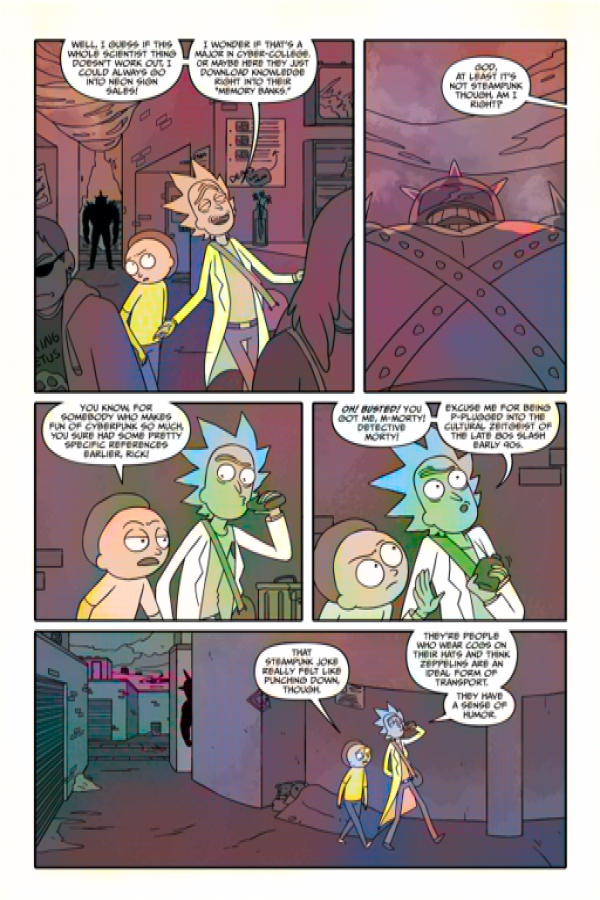 WELL, I GUESS IF THIS
WHOLE SCIENTIST THING
DOESN'T WORK OUT, I
COULD ALWAYS GO
INTO NEON SIGN
SALES!
I WONDER IF THAT'S A
MAJOR IN CYBER-COLLEGE.
OR MAYBE HERE THEY JUST
DOWNLOAD KNOWLEDGE
RIGHT INTO THEIR
"MEMORY BANKS."
GOD,
AT LEAST IT'S
NOT STEAMPUNK
THOUGH, AM I
RIGHT?
YOU KNOW, FOR
SOMEBODY WHO MAKES
FUN OF CYBERPUNK SO MUCH,
YOU SURE HAD SOME PRETTY
SPECIFIC REFERENCES
EARLIER, RICK!
OH! BUSTED! YOU
GOT ME, M-MORTY!
DETECTIVE
MORTY!
EXCUSE ME FOR BEING
P-PLUGGED INTO THE
CULTURAL ZEITGEIST OF
THE LATE 80S SLASH
EARLY 90S.
THAT
STEAMPUNK JOKE
REALLY FELT LIKE
PUNCHING DOWN,
THOUGH.
THEY'RE PEOPLE
WHO WEAR COGS ON
THEIR HATS AND THINK
ZEPPELINS ARE AN
IDEAL FORM OF
TRANSPORT.
THEY HAVE
A SENSE OF
HUMOR.